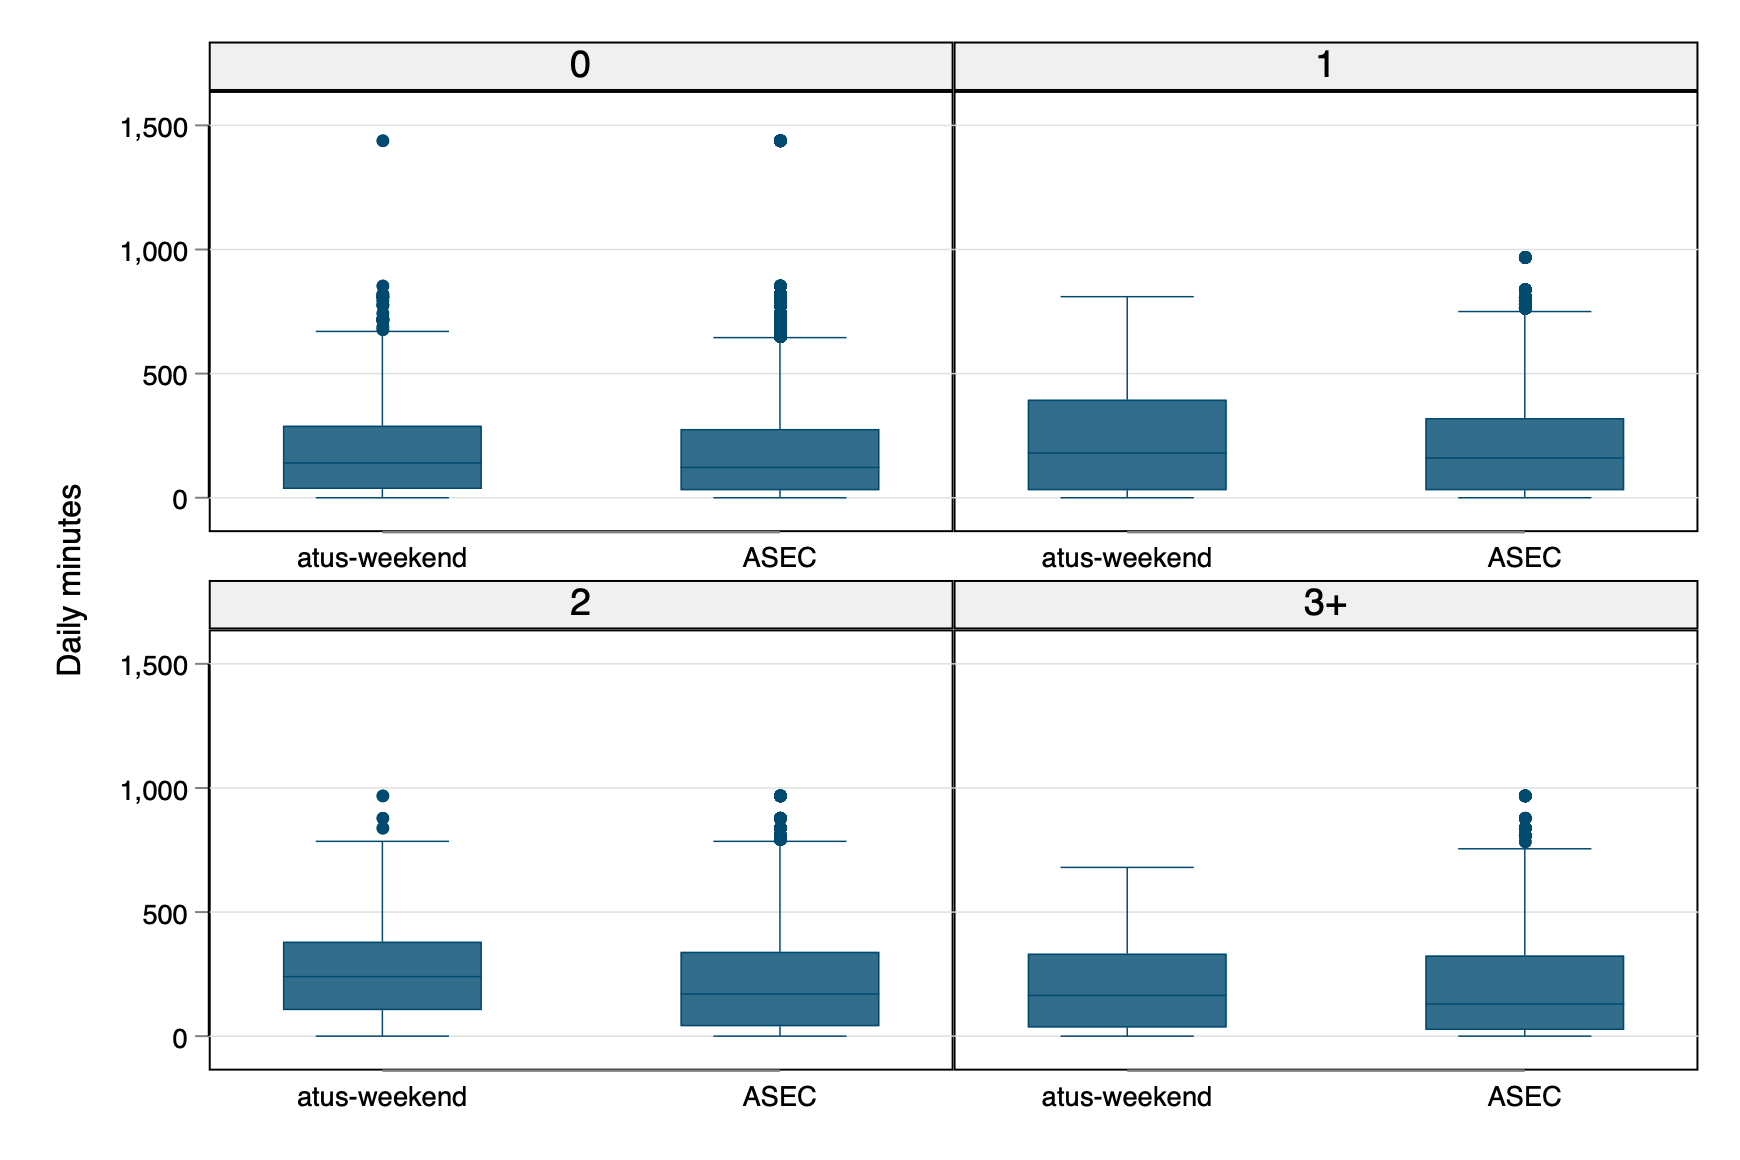 0
1
1,500
1,000
500
0
atus-weekend
ASEC
atus-weekend
ASEC
Daily minutes
2
3+
1,500
1,000
500
0
atus-weekend
ASEC
atus-weekend
ASEC